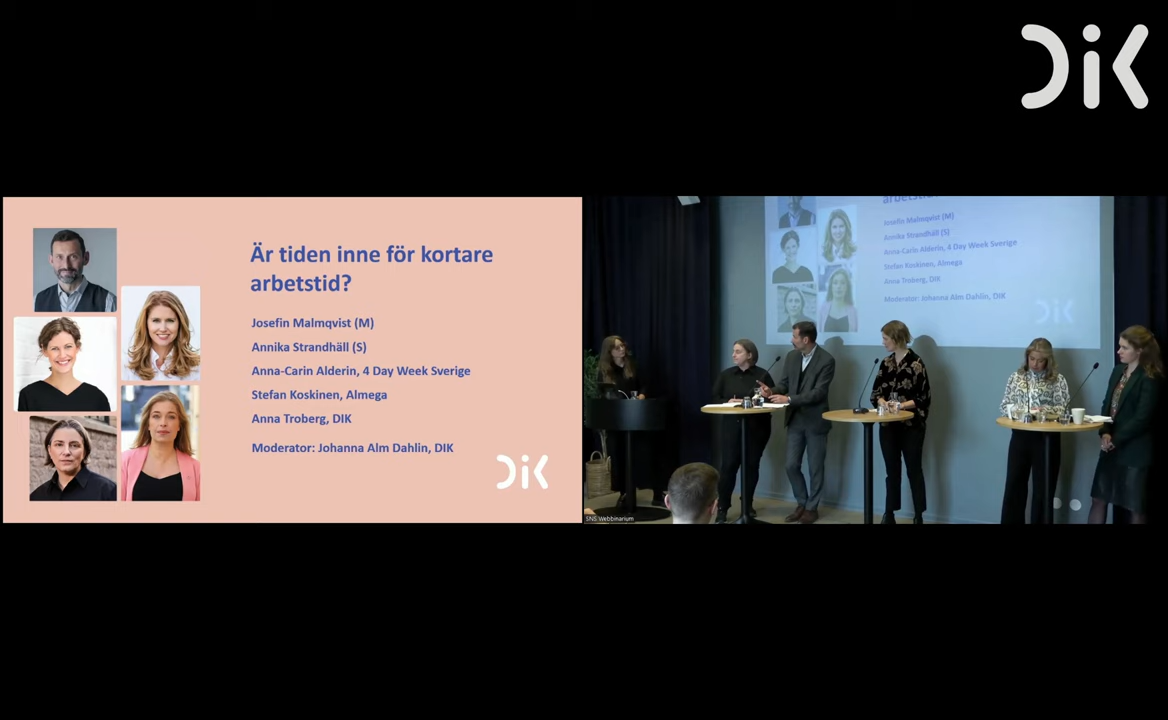 DiK
Är tiden inne för kortare
arbetstid?
Josefin Malmqvist (M)
Annika Strandhäll (S)
Anna-Carin Alderin, 4 Day Week Sverige
Stefan Koskinen, Almega
Anna Troberg, DIK
Moderator: Johanna Alm Dahlin, DIK
DiK
Josefin Malmqvist (M)
Annika Strandhäll (S)
Anna-Carin Alderin, 4 Day Week Sverige
Stefan Koskinen, Almega
Anna Troberg, DIK
Moderator: Johanna Alm Dahlin, DIK
DiK
SNS Webbinarium